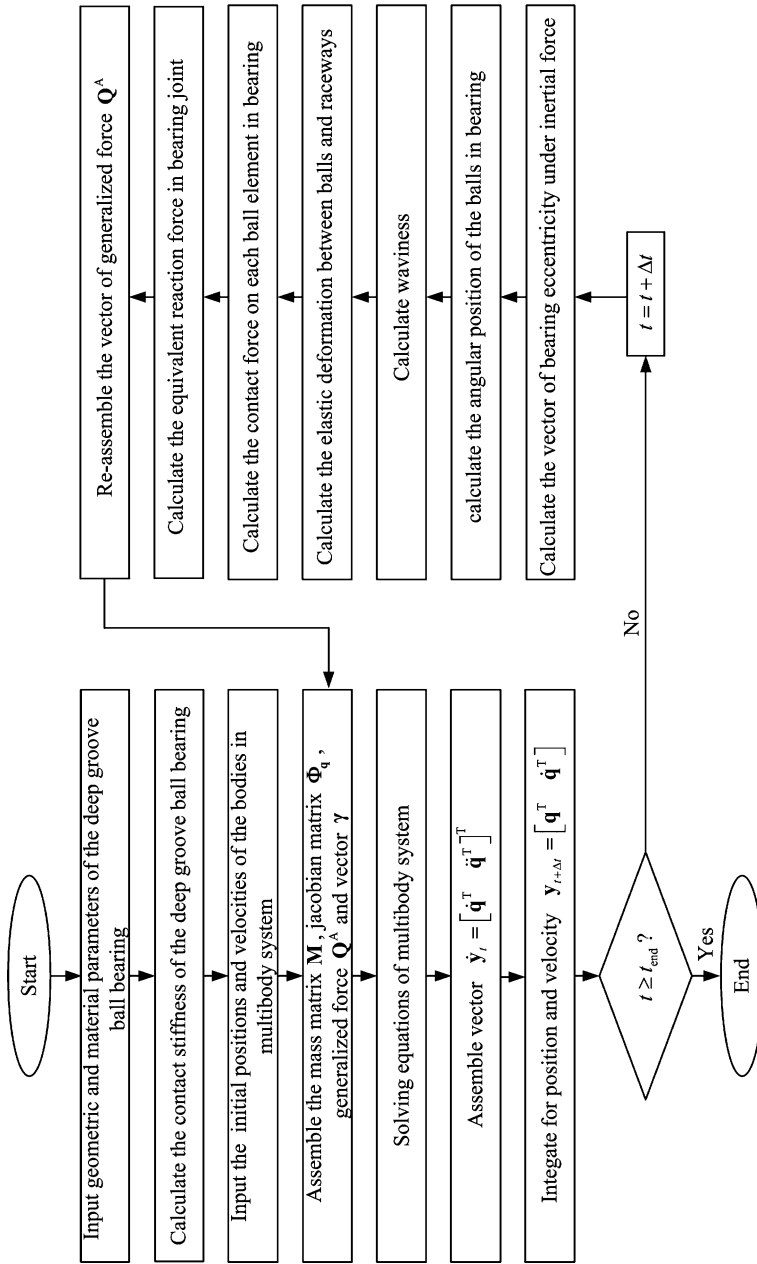 Start
Input geometric and material parameters of the deep groove
ball bearing
Calculate the contact stiffness of the deep groove ball bearing
Input the initial positions and velocities of the bodies in
multibody system
Assemble the mass matrix M , jacobian matrix Φ_q ,
generalized force Q^A and vector γ
Solving equations of multibody system
Assemble vector ẏ_t = [q̇^T q̈^T]^T
Integate for position and velocity y_{t+Δt} = [q^T q̇^T]
t ≥ t_end ?
Yes
End
No
t = t + Δt
Calculate the vector of bearing eccentricity under inertial force
calculate the angular position of the balls in bearing
Calculate waviness
Calculate the elastic deformation between balls and raceways
Calculate the contact force on each ball element in bearing
Calculate the equivalent reaction force in bearing joint
Re-assemble the vector of generalized force Q^A